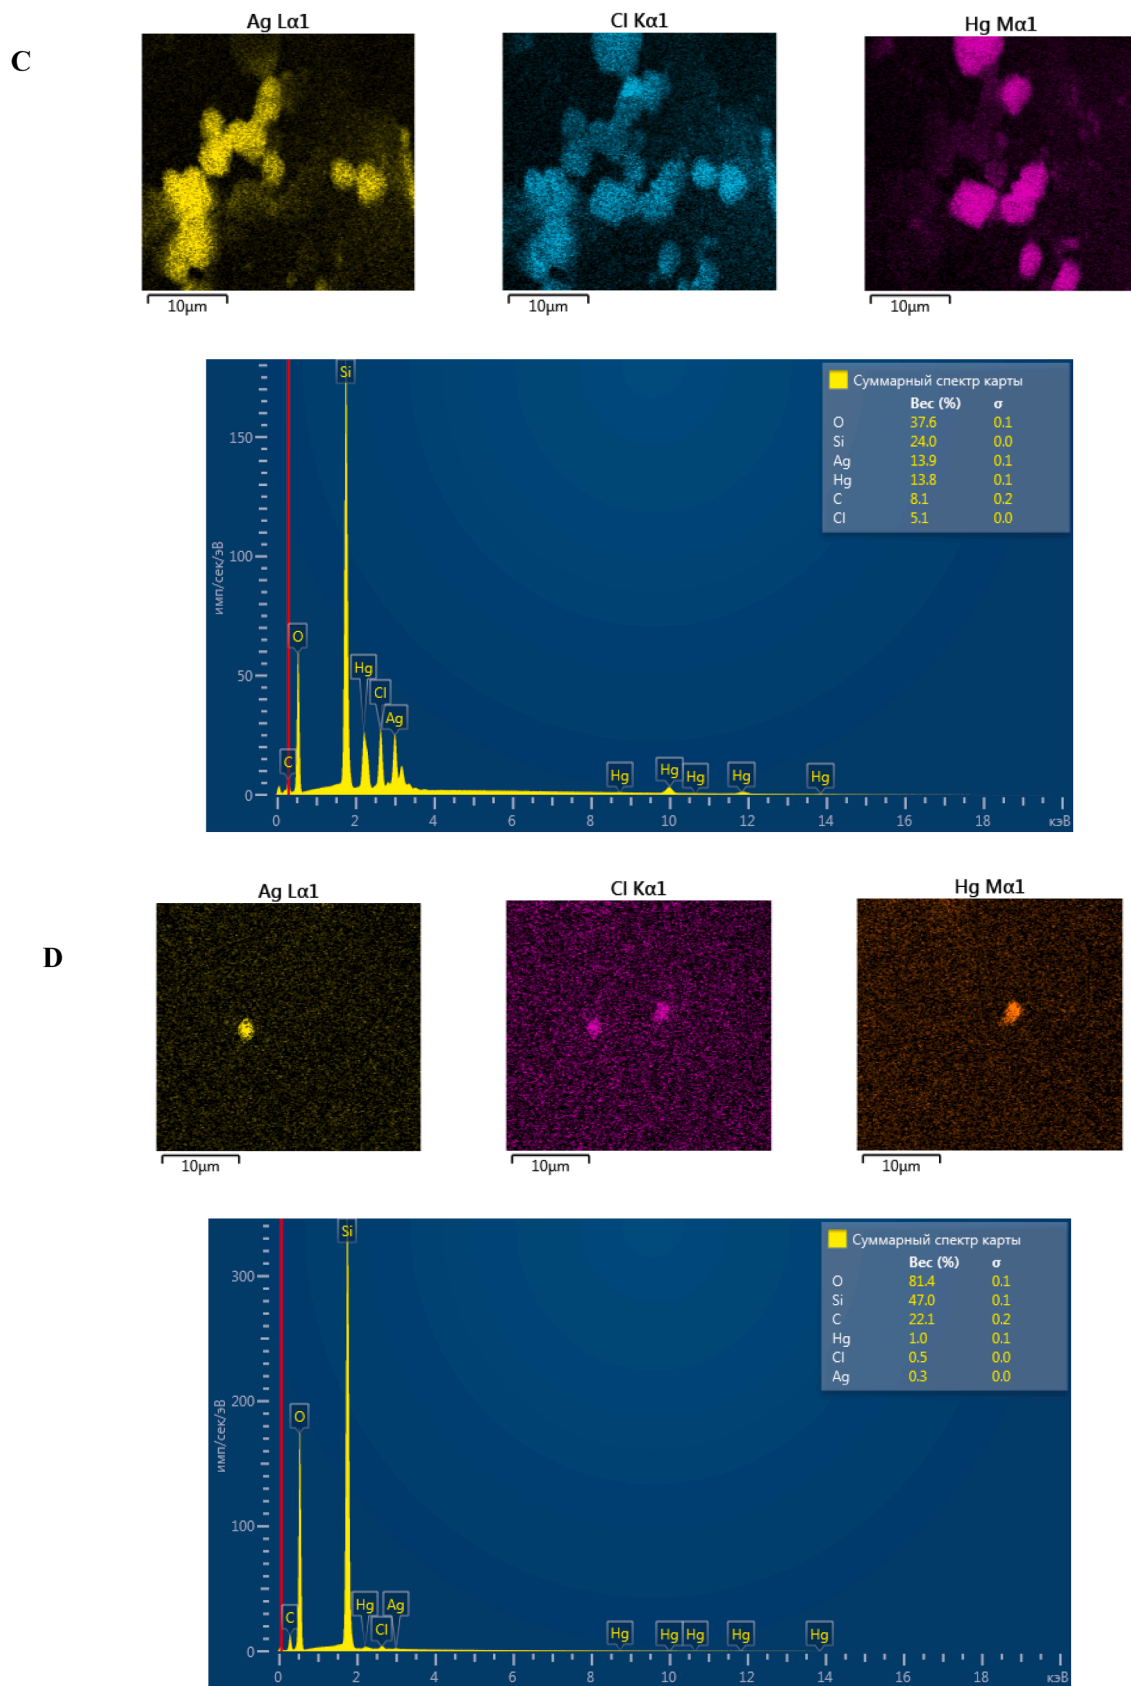 C
Ag Lα1 Cl Kα1 Hg Mα1
10µm 10µm 10µm
Суммарный спектр карты
Вес (%) σ
O 37.6 0.1
Si 24.0 0.0
Ag 13.9 0.1
Hg 13.8 0.1
C 8.1 0.2
Cl 5.1 0.0
Si
150
100
имп/сек/эВ
O
50
Hg
Cl
Ag
C
Hg Hg Hg Hg Hg
0
0 2 4 6 8 10 12 14 16 18 кэВ
D
Ag Lα1 Cl Kα1 Hg Mα1
10µm 10µm 10µm
Суммарный спектр карты
Вес (%) σ
O 81.4 0.1
Si 47.0 0.1
C 22.1 0.2
Hg 1.0 0.1
Cl 0.5 0.0
Ag 0.3 0.0
Si
300
200
имп/сек/эВ
O
100
C
Hg Ag
Cl
Hg Hg Hg Hg Hg
0
0 2 4 6 8 10 12 14 16 18 кэВ